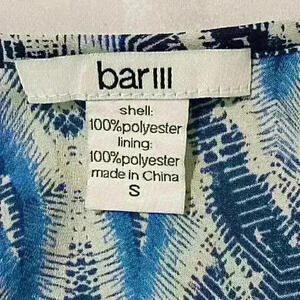 bar III
shell:
100%polyester
lining:
100%polyester
made in China
S